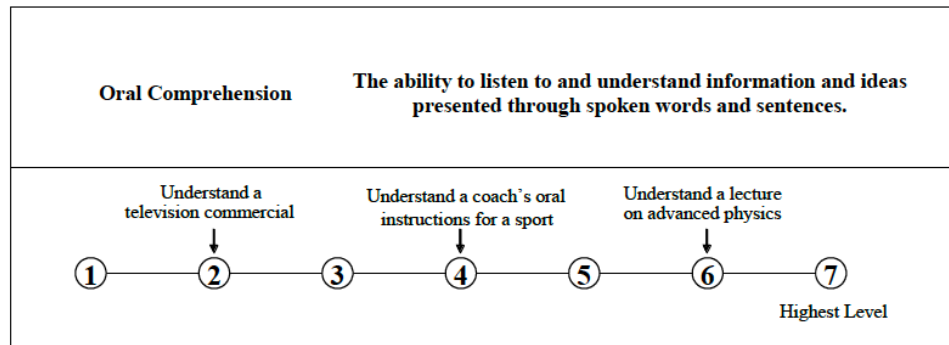 Oral Comprehension
The ability to listen to and understand information and ideas
presented through spoken words and sentences.
Understand a
television commercial
Understand a coach’s oral
instructions for a sport
Understand a lecture
on advanced physics
1 2 3 4 5 6 7
Highest Level